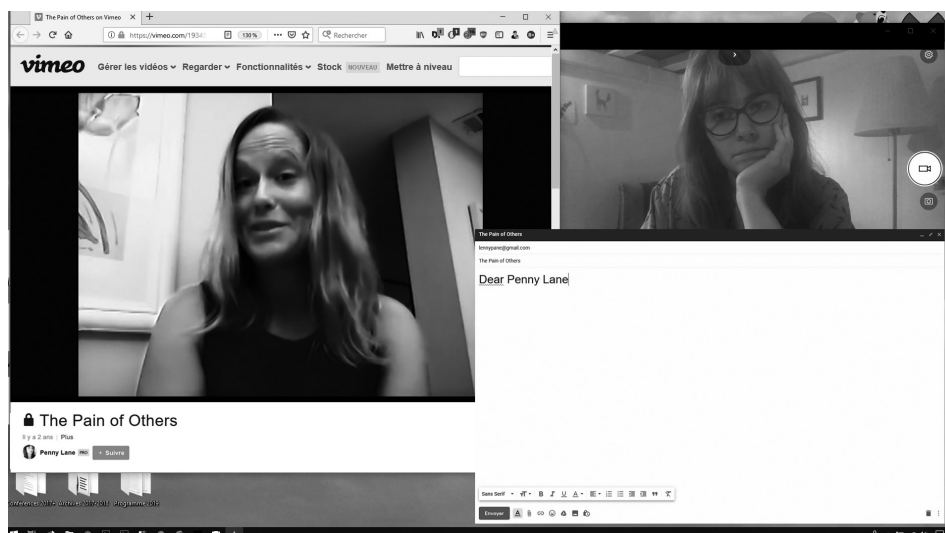 The Pain of Others on Vimeo
https://vimeo.com/1934
130%
Rechercher
vimeo
Gérer les vidéos Regarder Fonctionnalités Stock NOUVEAU Mettre à niveau
The Pain of Others
Il y a 2 ans | Plus
Penny Lane PRO + Suivre
The Pain of Others
lennypane@gmail.com
The Pain of Others
Dear Penny Lane
Sans Serif
Envoyer